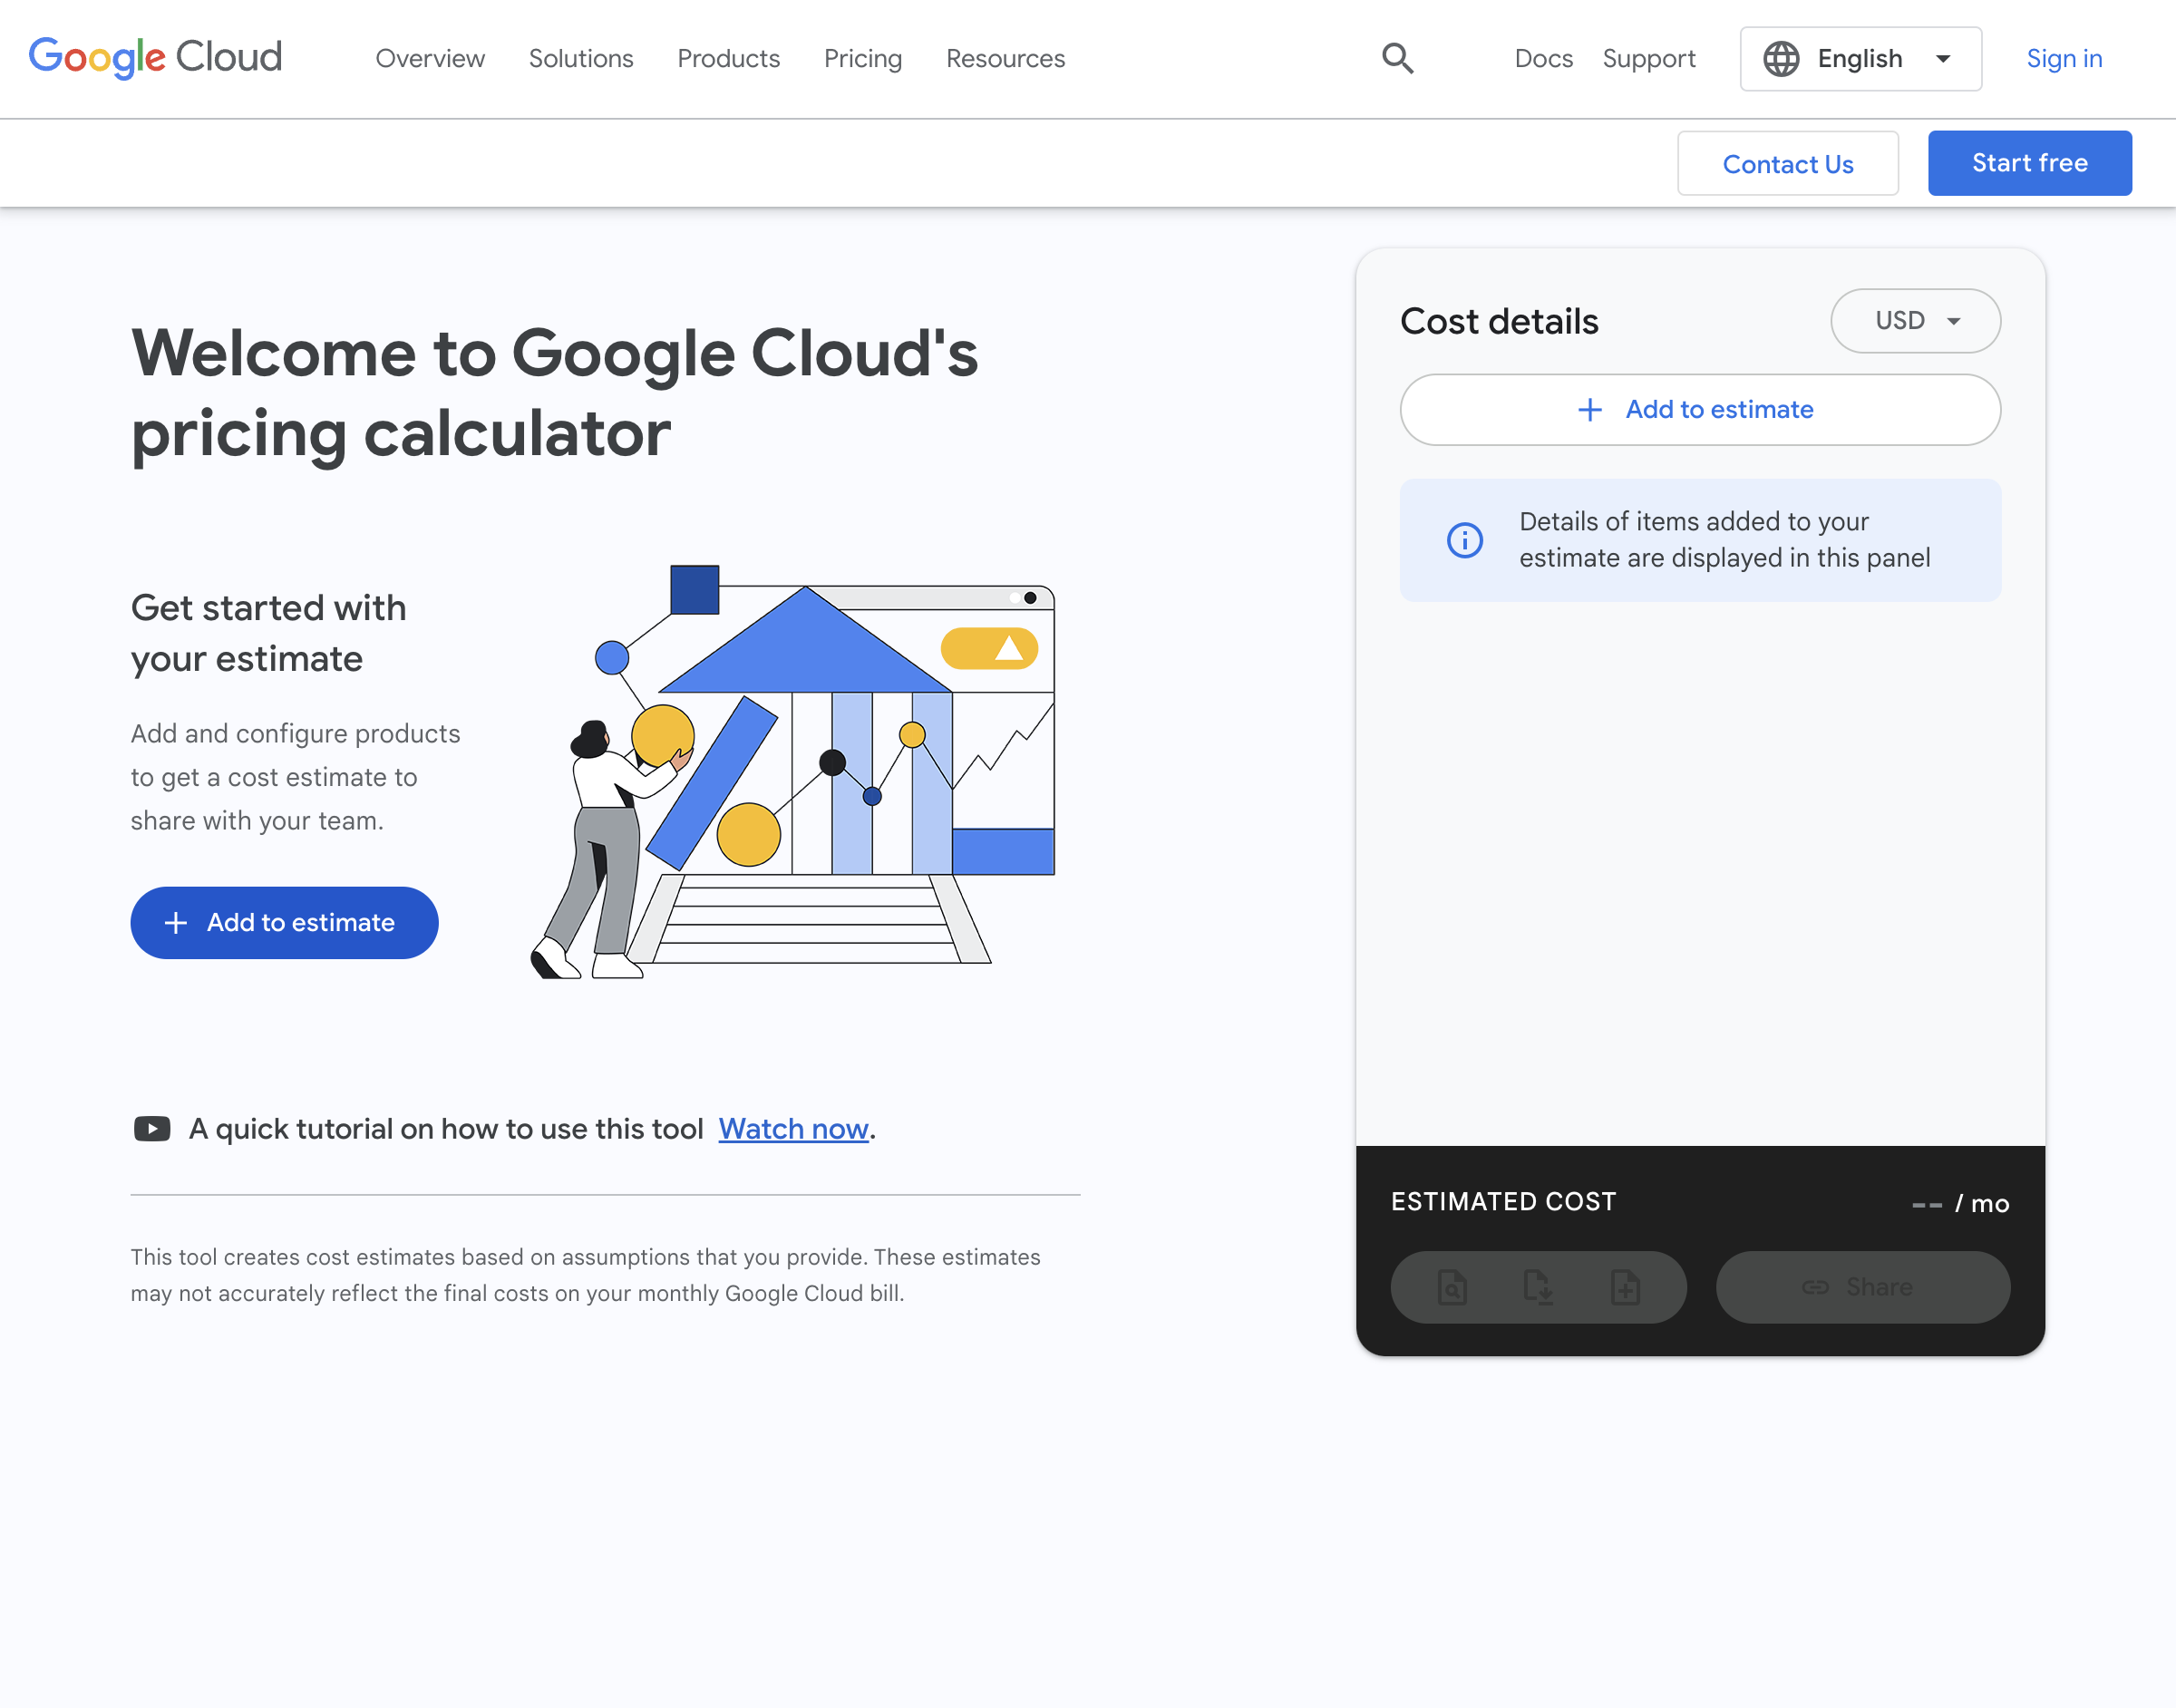 Google Cloud
Overview
Solutions
Products
Pricing
Resources
Docs
Support
English
Sign in
Contact Us
Start free
Welcome to Google Cloud's
pricing calculator
Get started with
your estimate
Add and configure products
to get a cost estimate to
share with your team.
+ Add to estimate
A quick tutorial on how to use this tool Watch now.
This tool creates cost estimates based on assumptions that you provide. These estimates
may not accurately reflect the final costs on your monthly Google Cloud bill.
Cost details
USD
+ Add to estimate
Details of items added to your
estimate are displayed in this panel
ESTIMATED COST
-- / mo
Share